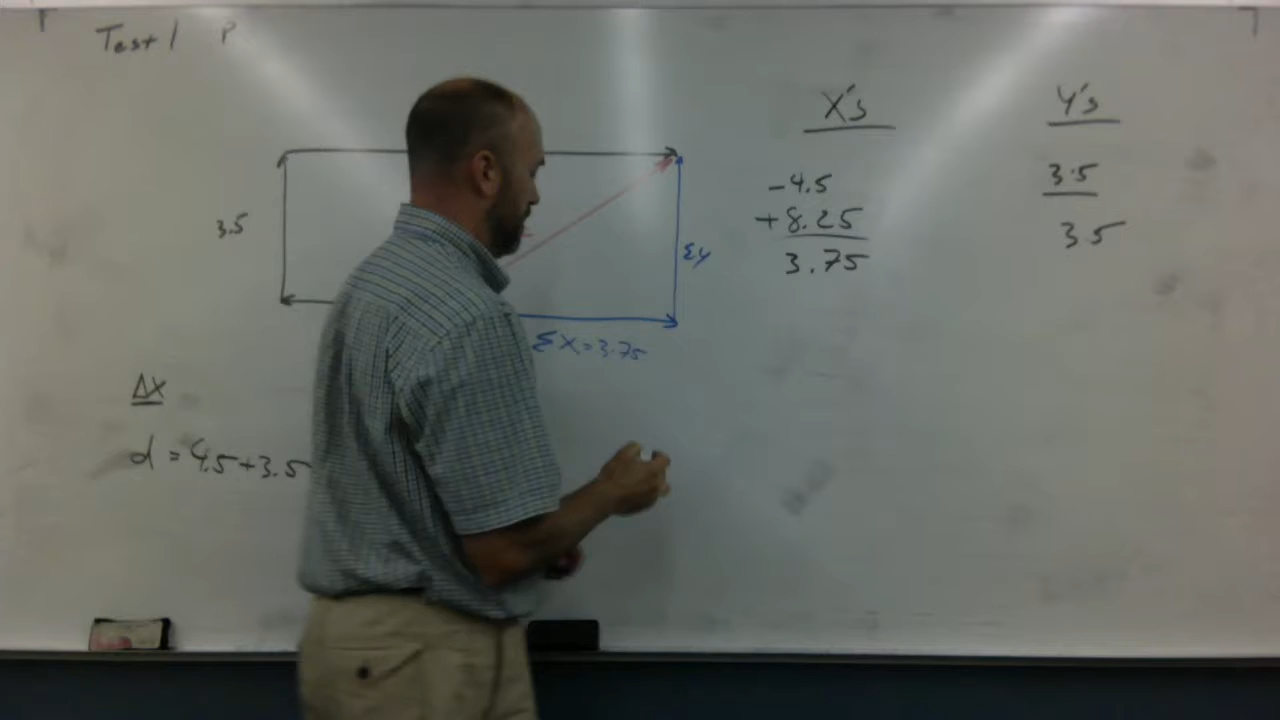 Test 1 P
X's
Y's
-4.5
+8.25
3.75
3.5
3.5
3.5
Σy
Σx=3.75
Δx
d = 4.5+3.5